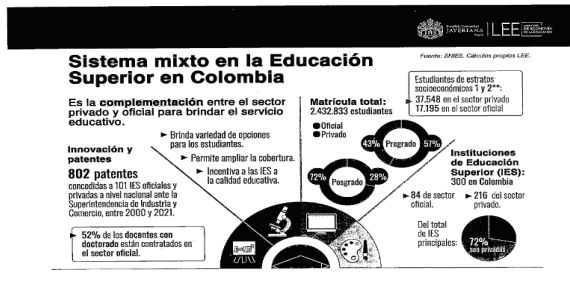 Pontificia Universidad
JAVERIANA
Bogotá
LEE
LABORATORIO
DE ECONOMÍA
DE LA EDUCACIÓN
Fuente: SNIES. Cálculos propios LEE.
Sistema mixto en la Educación
Superior en Colombia
Es la complementación entre el sector
privado y oficial para brindar el servicio
educativo.
► Brinda variedad de opciones
para los estudiantes.
► Permite ampliar la cobertura.
► Incentiva a las IES a
la calidad educativa.
Innovación y
patentes
802 patentes
concedidas a 101 IES oficiales y
privadas a nivel nacional ante la
Superintendencia de Industria y
Comercio, entre 2000 y 2021.
► 52% de los docentes con
doctorado están contratados en
el sector oficial.
Matrícula total:
2.432.833 estudiantes
Oficial
Privado
43% Pregrado 57%
72% Posgrado 28%
Estudiantes de estratos
socioeconómicos 1 y 2**:
► 37.548 en el sector privado
17.195 en el sector oficial
Instituciones
de Educación
Superior (IES):
300 en Colombia
► 84 de sector
oficial.
► 216 del sector
privado.
Del total
de IES
principales:
72%
son privadas